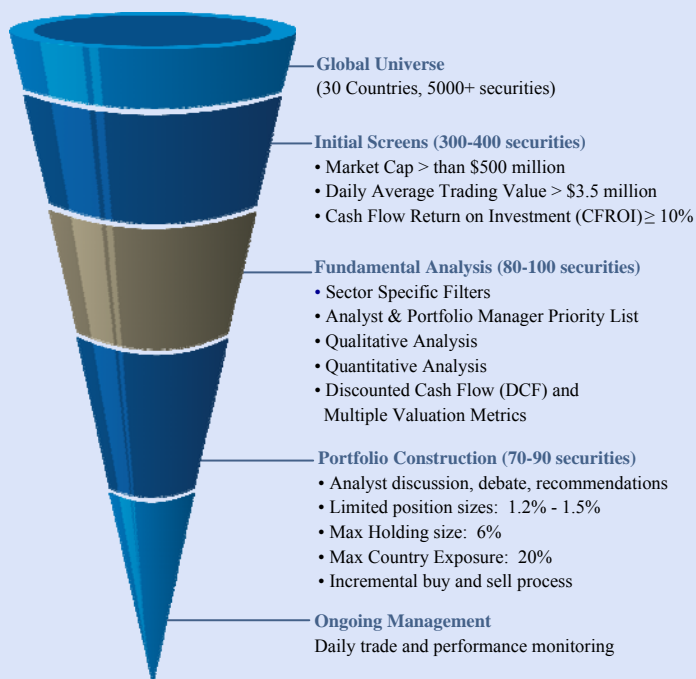 Global Universe
(30 Countries, 5000+ securities)
Initial Screens (300-400 securities)
• Market Cap > than $500 million
• Daily Average Trading Value > $3.5 million
• Cash Flow Return on Investment (CFROI) ≥ 10%
Fundamental Analysis (80-100 securities)
• Sector Specific Filters
• Analyst & Portfolio Manager Priority List
• Qualitative Analysis
• Quantitative Analysis
• Discounted Cash Flow (DCF) and
Multiple Valuation Metrics
Portfolio Construction (70-90 securities)
• Analyst discussion, debate, recommendations
• Limited position sizes: 1.2% - 1.5%
• Max Holding size: 6%
• Max Country Exposure: 20%
• Incremental buy and sell process
Ongoing Management
Daily trade and performance monitoring